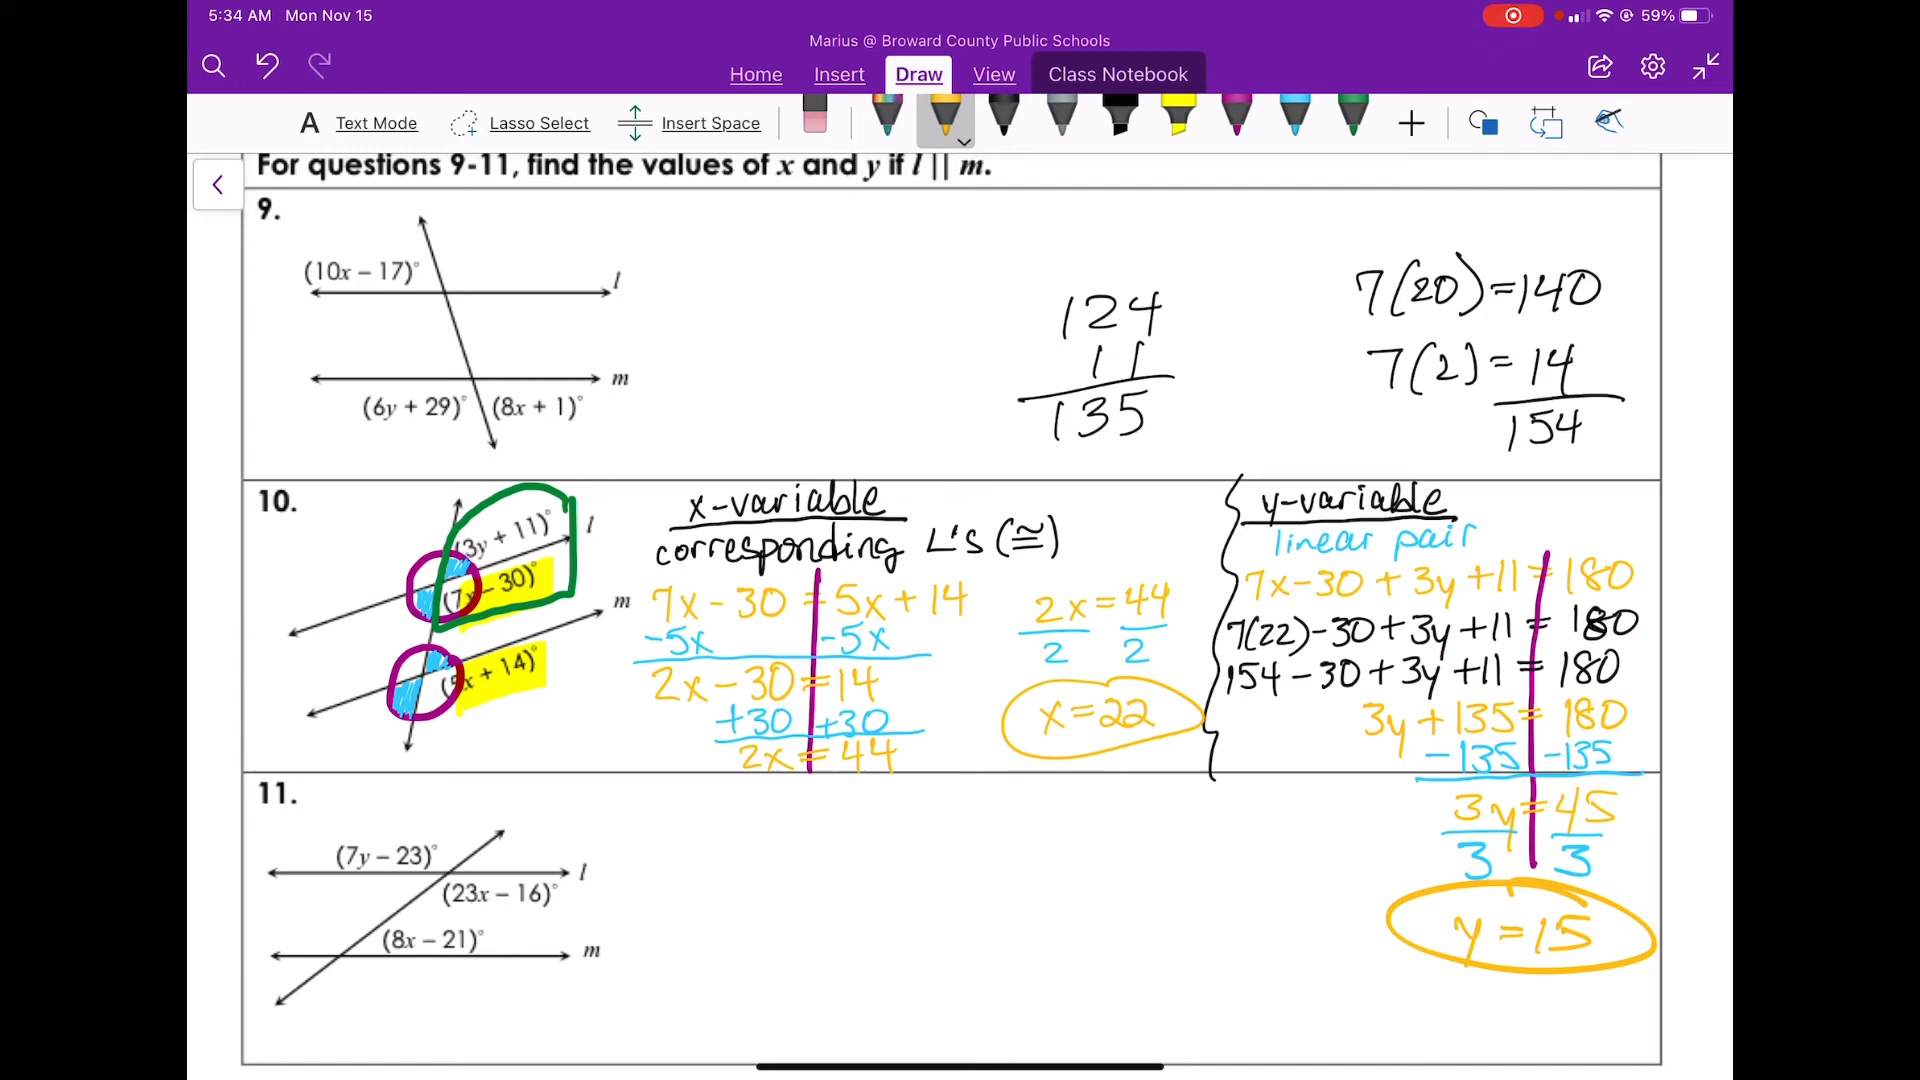 5:34 AM Mon Nov 15
59%
Marius @ Broward County Public Schools
Home Insert Draw View Class Notebook
A Text Mode Lasso Select Insert Space
For questions 9-11, find the values of x and y if l || m.
9.
(10x – 17)°
l
m
(6y + 29)° (8x + 1)°
124
11
135
7(20)=140
7(2)=14
154
10.
(3y + 11)°
l
(7x – 30)°
m
(5x + 14)°
x-variable
corresponding ∠'s (≅)
7x – 30 = 5x + 14
-5x -5x
2x – 30 = 14
+30 +30
2x = 44
2x = 44
2 2
x = 22
y-variable
linear pair
7x – 30 + 3y + 11 = 180
7(22) – 30 + 3y + 11 = 180
154 – 30 + 3y + 11 = 180
3y + 135 = 180
-135 -135
3y = 45
3 3
y = 15
11.
(7y – 23)°
l
(23x – 16)°
(8x – 21)°
m